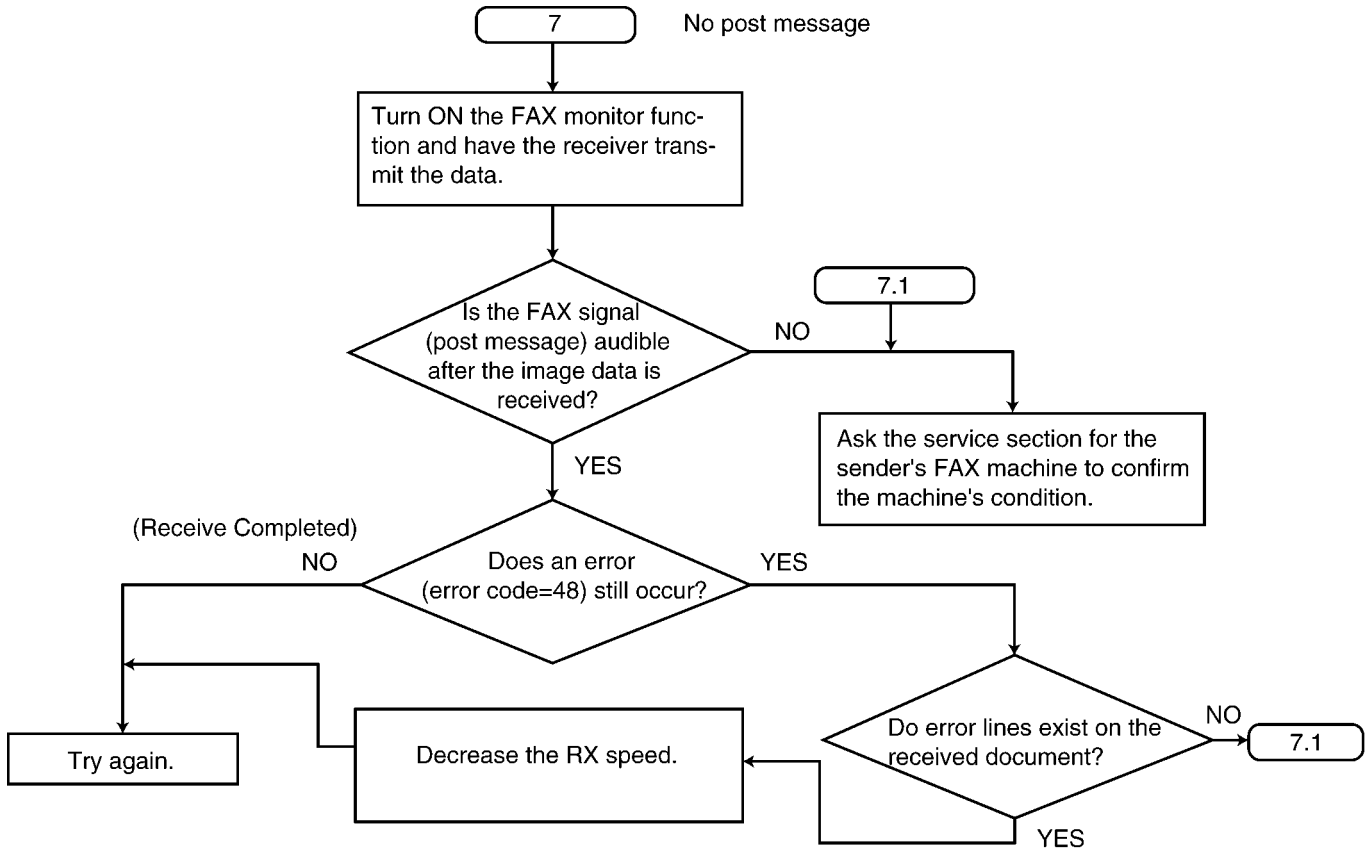 7
No post message
Turn ON the FAX monitor func-
tion and have the receiver trans-
mit the data.
Is the FAX signal
(post message) audible
after the image data is
received?
NO
7.1
Ask the service section for the
sender's FAX machine to confirm
the machine's condition.
YES
(Receive Completed)
NO
Does an error
(error code=48) still occur?
YES
Try again.
Decrease the RX speed.
Do error lines exist on the
received document?
NO
7.1
YES